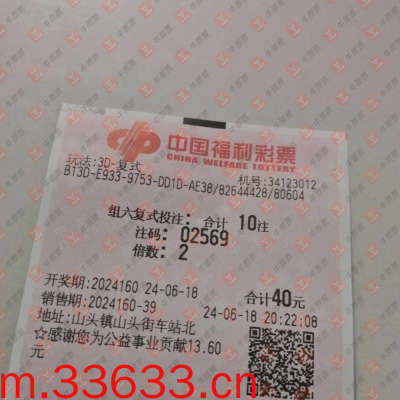 中国福利彩票
CHINA WELFARE LOTTERY
玩法:3D-复式 机号:34123012
B13D-E933-9753-DD1D-AE38/82644428/80604
组六复式投注: 合计 10注
注码: 02569
倍数: 2
开奖期:2024160 24-06-18 合计40元
销售期:2024160-39 24-06-18 20:22:08
地址:山头镇山头街车站北
☆感谢您为公益事业贡献13.60
元
m.33633.cn